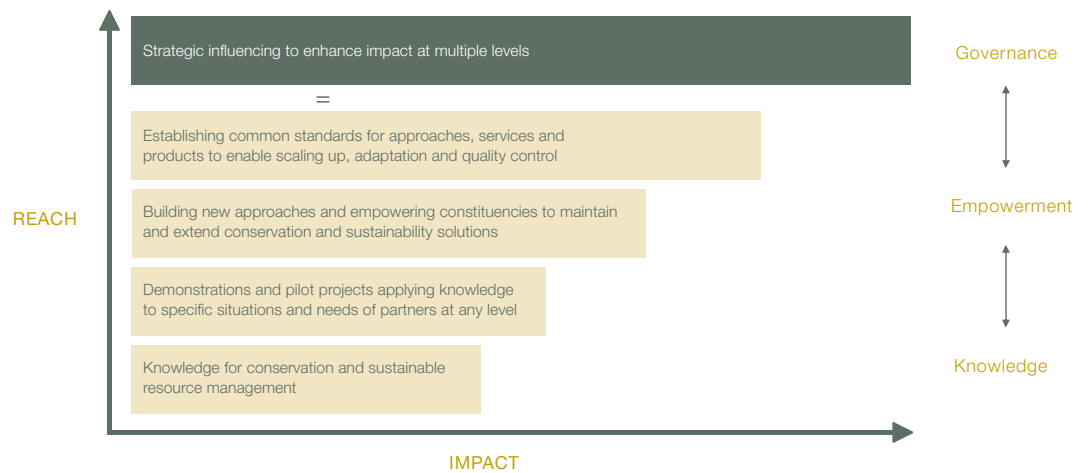 Strategic influencing to enhance impact at multiple levels
=
Establishing common standards for approaches, services and
products to enable scaling up, adaptation and quality control
Building new approaches and empowering constituencies to maintain
and extend conservation and sustainability solutions
Demonstrations and pilot projects applying knowledge
to specific situations and needs of partners at any level
Knowledge for conservation and sustainable
resource management
REACH
IMPACT
Governance
Empowerment
Knowledge